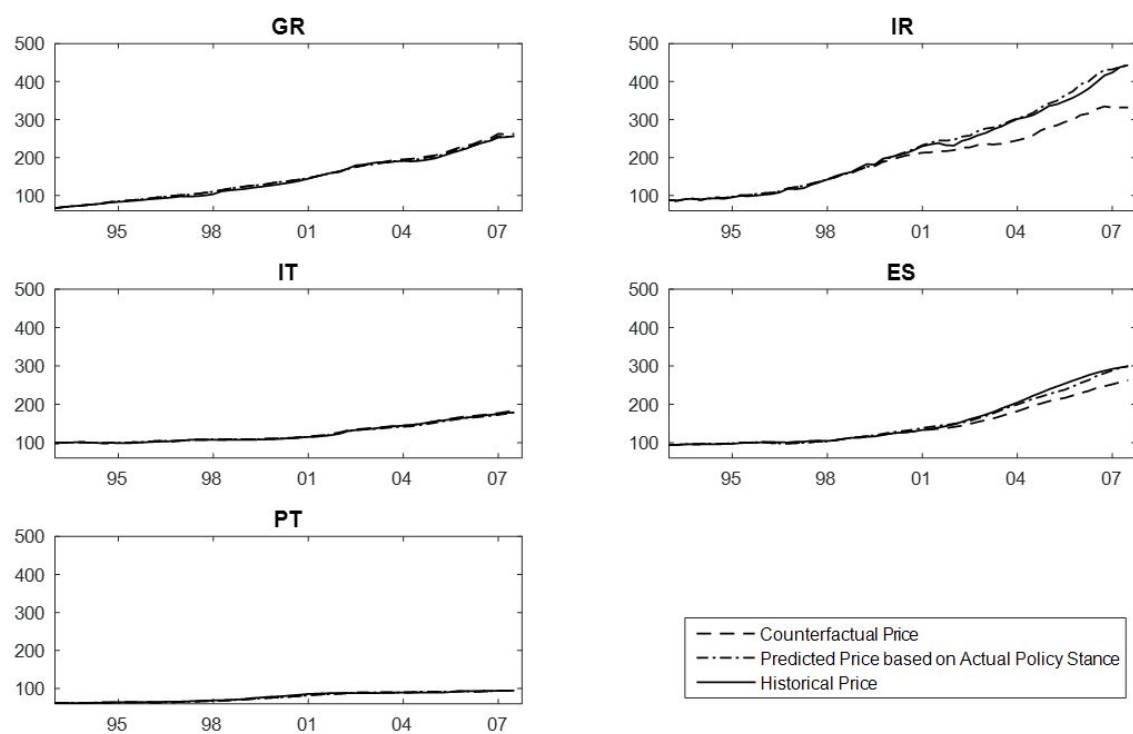 GR
500
400
300
200
100
95 98 01 04 07
IR
500
400
300
200
100
95 98 01 04 07
IT
500
400
300
200
100
95 98 01 04 07
ES
500
400
300
200
100
95 98 01 04 07
PT
500
400
300
200
100
95 98 01 04 07
Counterfactual Price
Predicted Price based on Actual Policy Stance
Historical Price